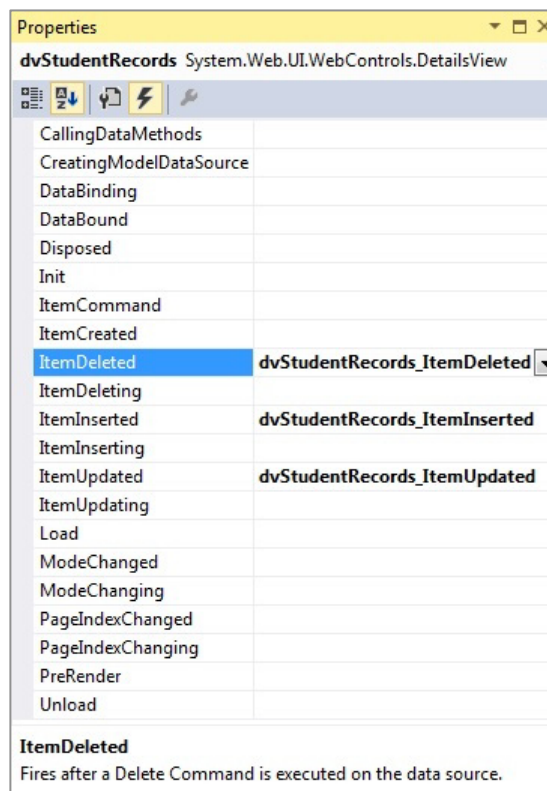 Properties
dvStudentRecords System.Web.UI.WebControls.DetailsView
CallingDataMethods
CreatingModelDataSource
DataBinding
DataBound
Disposed
Init
ItemCommand
ItemCreated
ItemDeleted dvStudentRecords_ItemDeleted
ItemDeleting
ItemInserted dvStudentRecords_ItemInserted
ItemInserting
ItemUpdated dvStudentRecords_ItemUpdated
ItemUpdating
Load
ModeChanged
ModeChanging
PageIndexChanged
PageIndexChanging
PreRender
Unload
ItemDeleted
Fires after a Delete Command is executed on the data source.